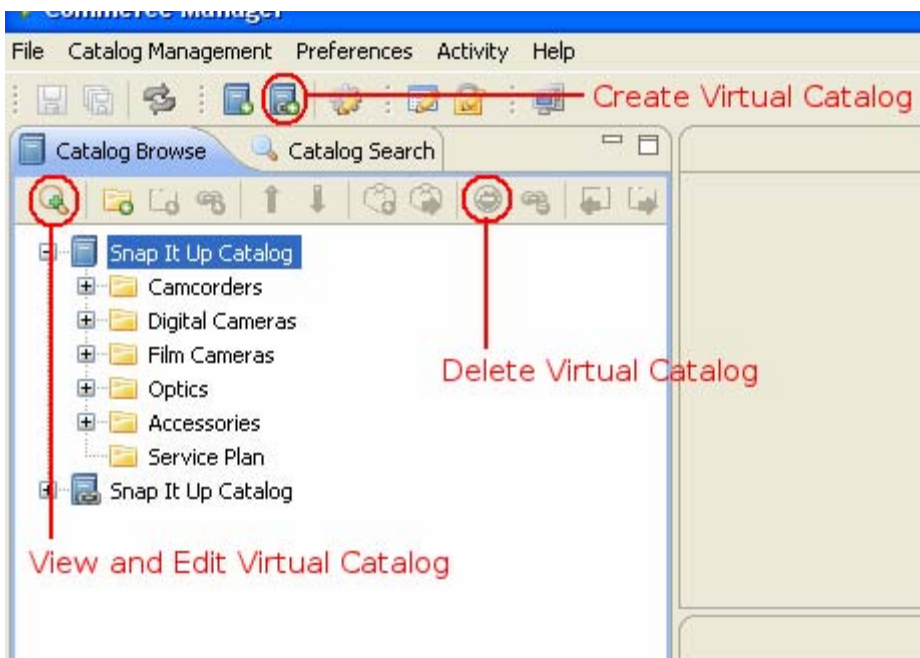 Commerce Manager
File Catalog Management Preferences Activity Help
Create Virtual Catalog
Catalog Browse Catalog Search
Snap It Up Catalog
Camcorders
Digital Cameras
Film Cameras
Delete Virtual Catalog
Optics
Accessories
Service Plan
Snap It Up Catalog
View and Edit Virtual Catalog